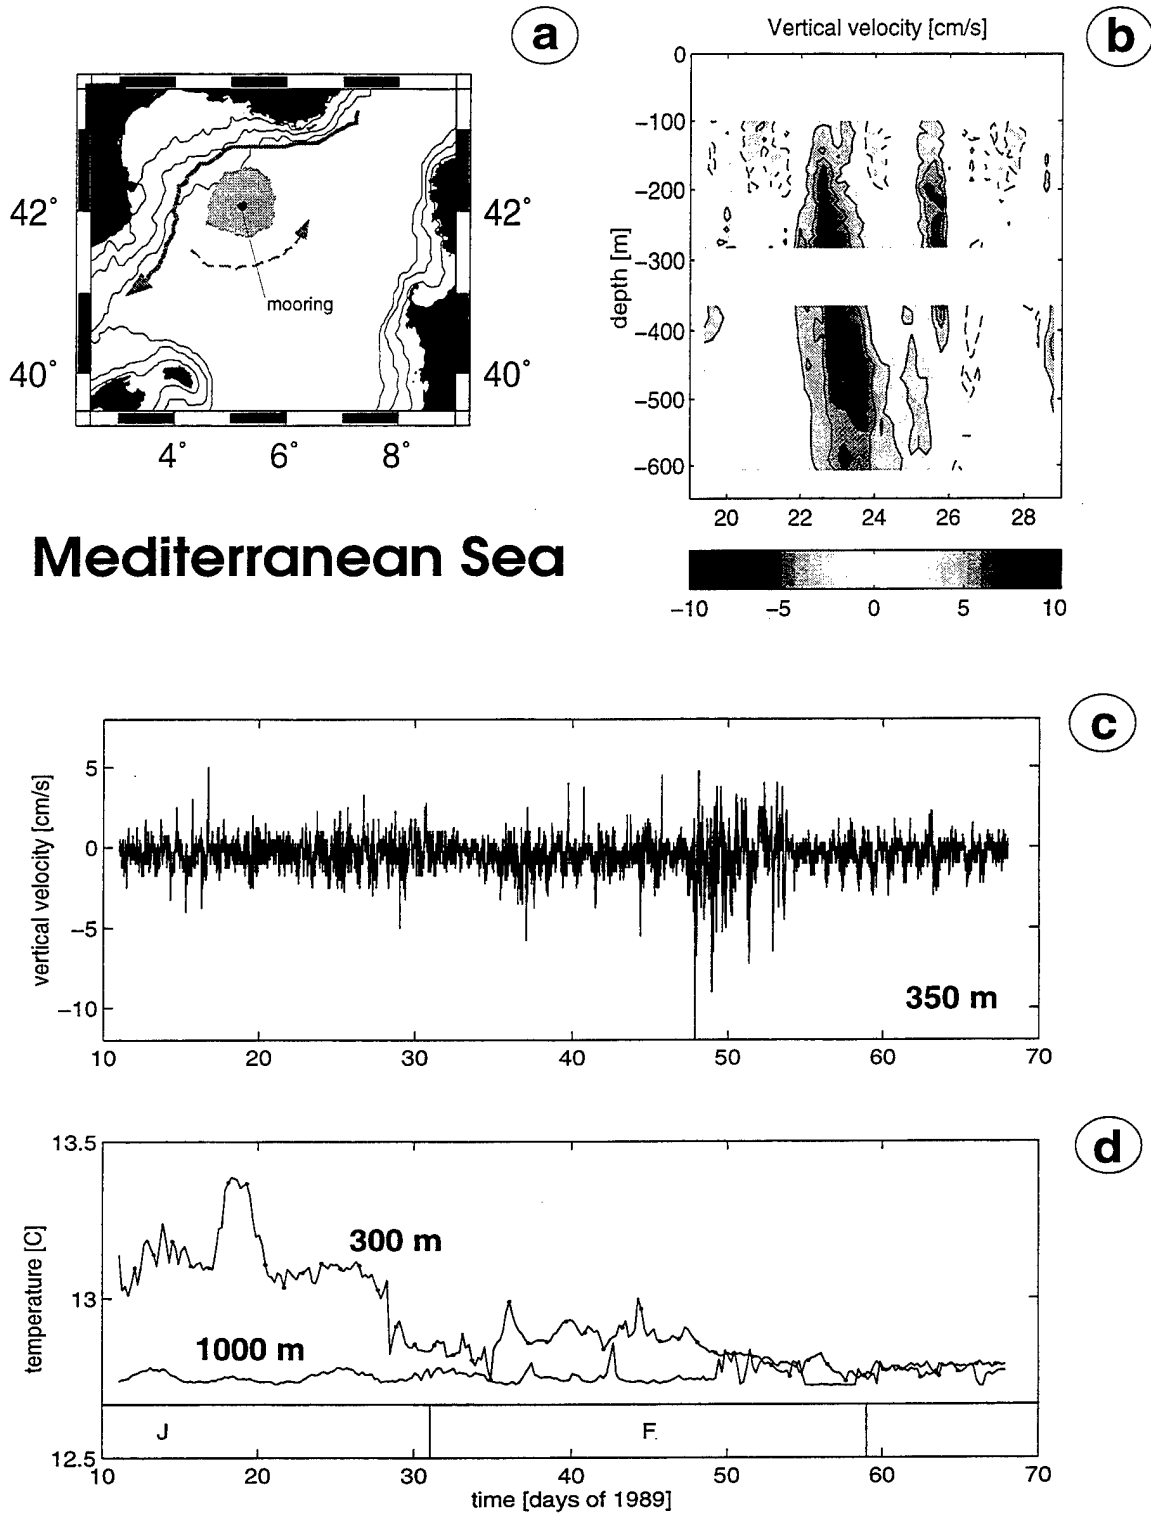 a
42°
42°
mooring
40°
40°
4°
6°
8°
Mediterranean Sea
b
Vertical velocity [cm/s]
0
−100
−200
−300
−400
−500
−600
depth [m]
20
22
24
26
28
−10
−5
0
5
10
c
vertical velocity [cm/s]
5
0
−5
−10
350 m
10
20
30
40
50
60
70
d
temperature [C]
13.5
13
12.5
300 m
1000 m
J
F
10
20
30
40
50
60
70
time [days of 1989]